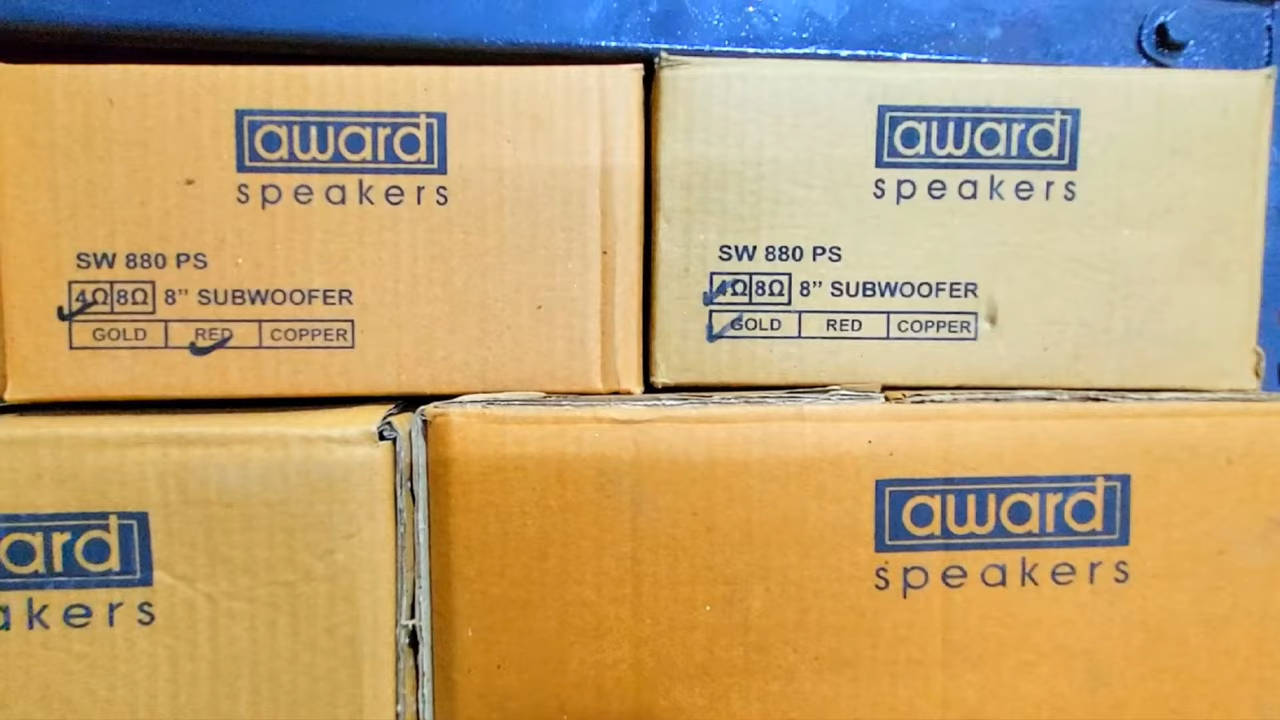 award
speakers
SW 880 PS
4Ω 8Ω 8” SUBWOOFER
GOLD RED COPPER
award
speakers
SW 880 PS
4Ω 8Ω 8” SUBWOOFER
GOLD RED COPPER
ard
akers
award
speakers